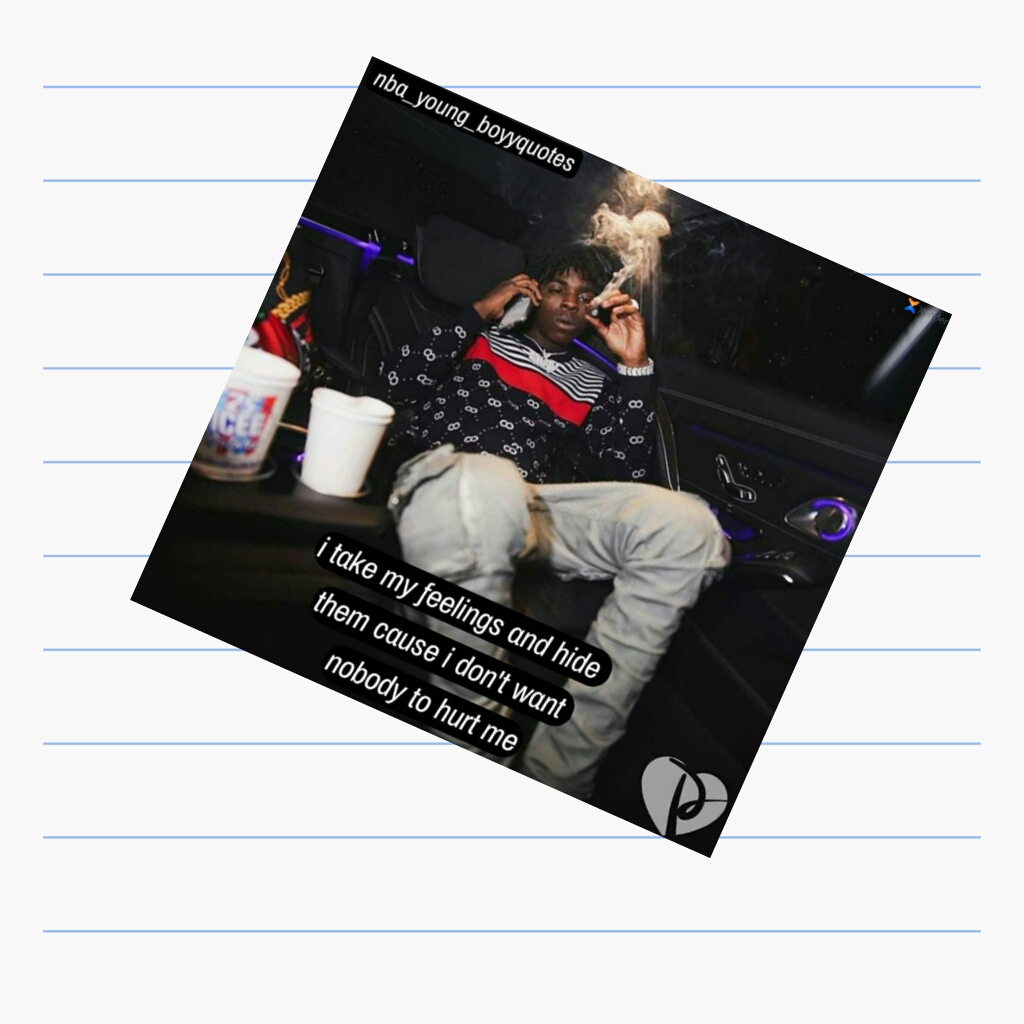 nba_young_boyyquotes
ICEE
i take my feelings and hide
them cause i don't want
nobody to hurt me